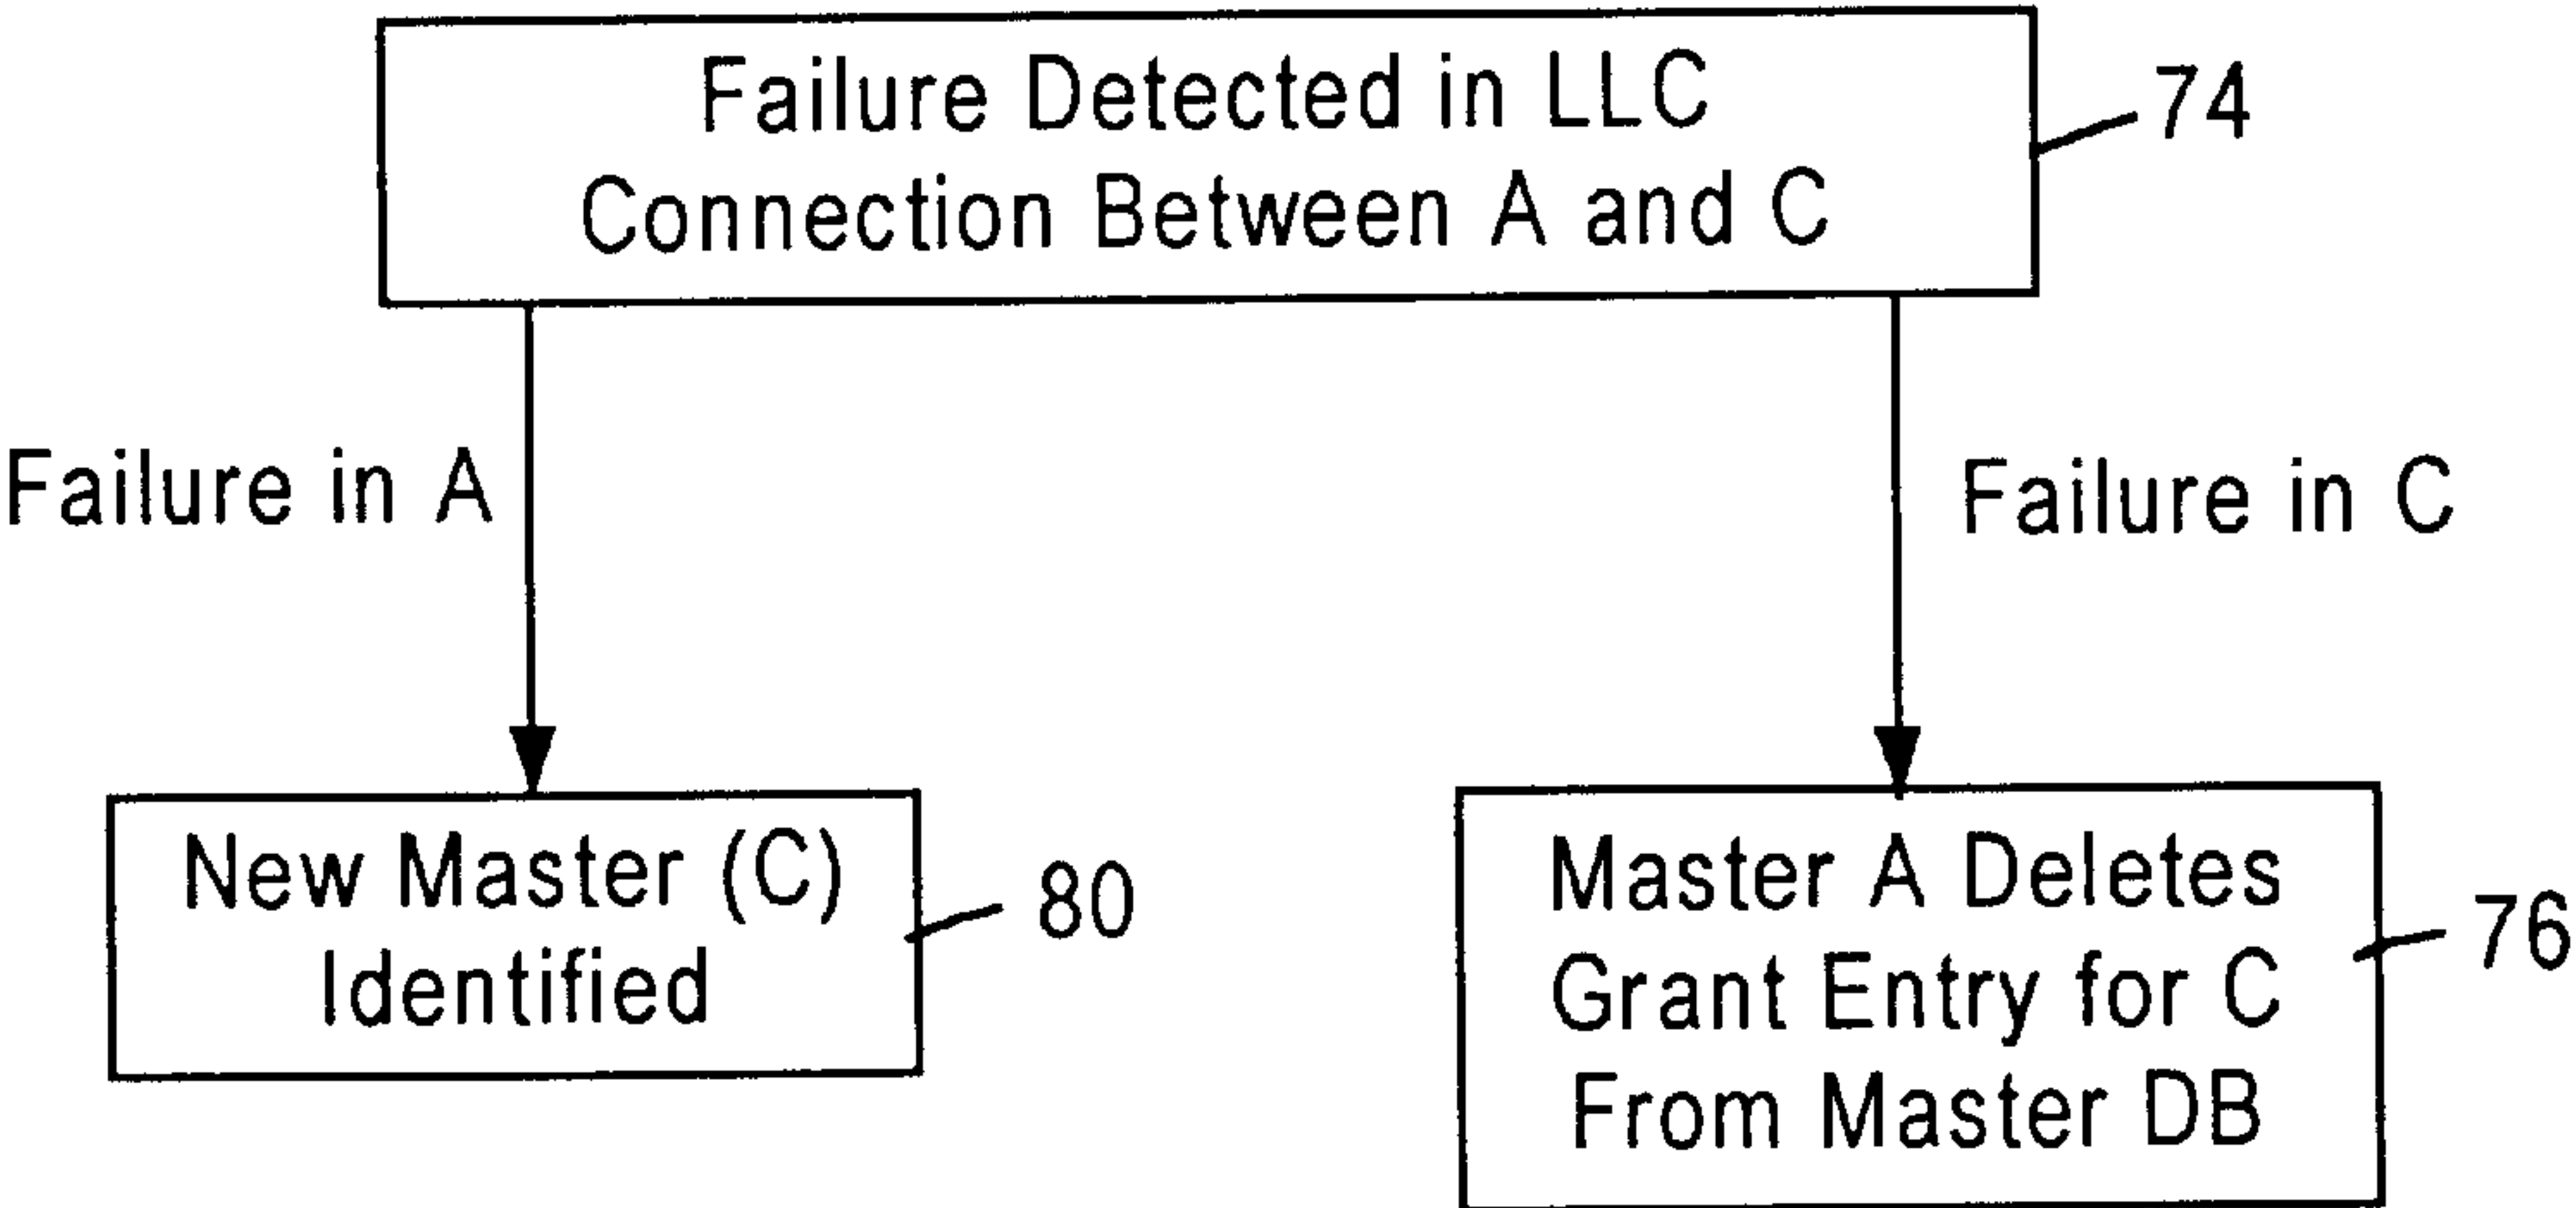 Failure Detected in LLC
Connection Between A and C
74
Failure in A
Failure in C
New Master (C)
Identified
80
Master A Deletes
Grant Entry for C
From Master DB
76